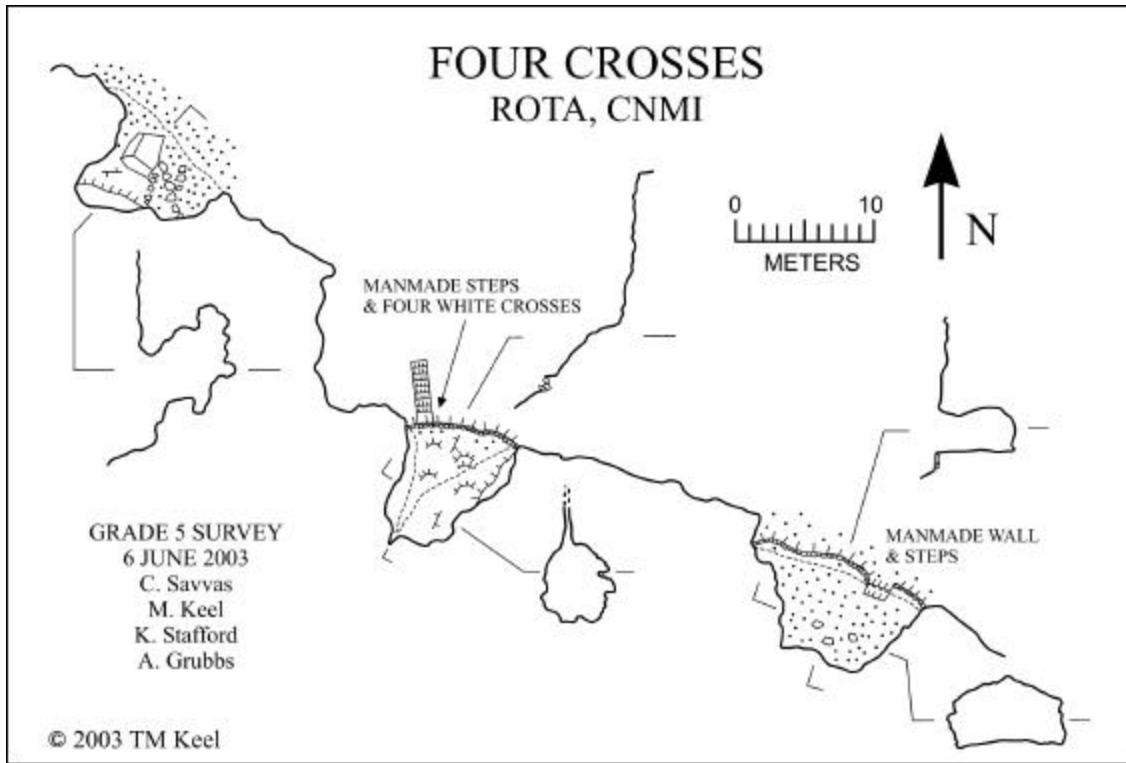 FOUR CROSSES
ROTA, CNMI
0 10
METERS
N
MANMADE STEPS
& FOUR WHITE CROSSES
MANMADE WALL
& STEPS
GRADE 5 SURVEY
6 JUNE 2003
C. Savvas
M. Keel
K. Stafford
A. Grubbs
© 2003 TM Keel